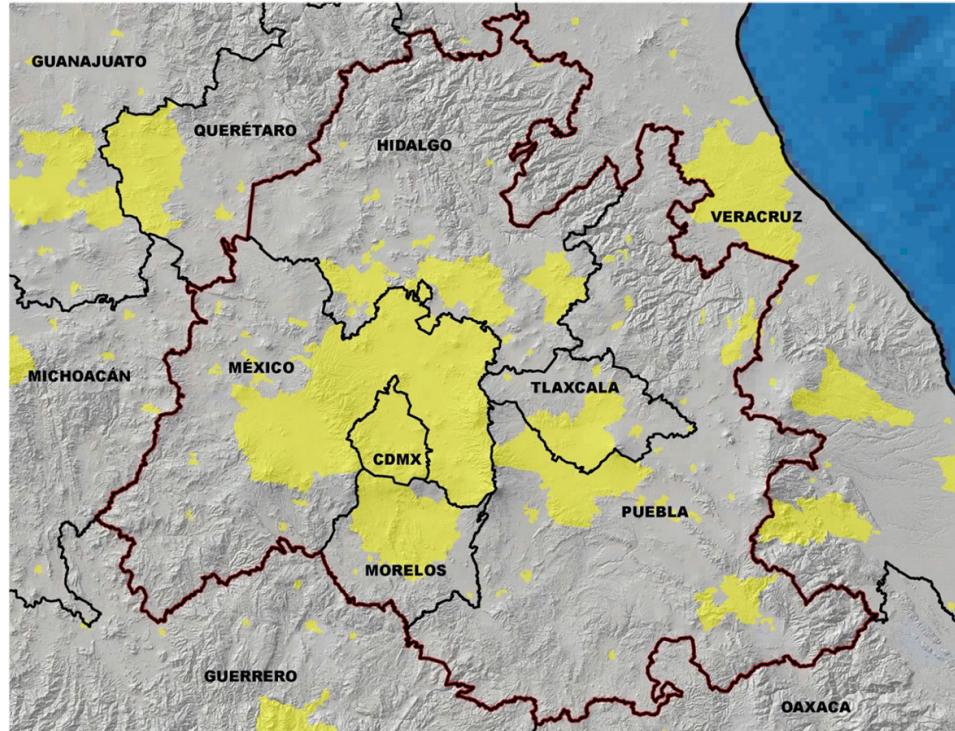 GUANAJUATO
QUERÉTARO
HIDALGO
VERACRUZ
MÉXICO
MICHOACÁN
TLAXCALA
CDMX
PUEBLA
MORELOS
GUERRERO
OAXACA